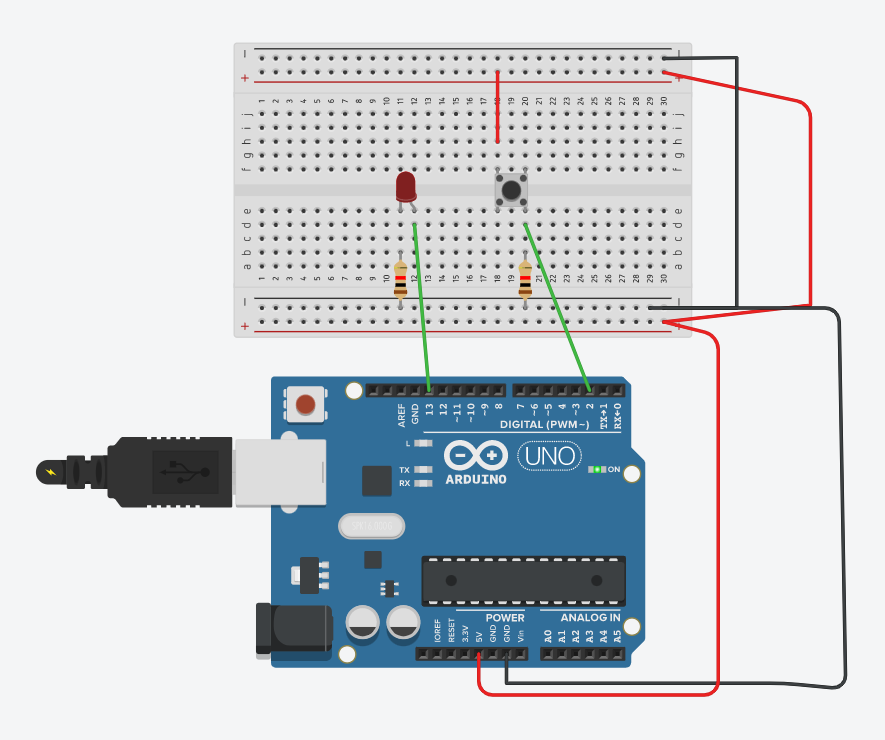 − −
+ +
1 2 3 4 5 6 7 8 9 10 11 12 13 14 15 16 17 18 19 20 21 22 23 24 25 26 27 28 29 30
j j
i i
h h
g g
f f
e e
d d
c c
b b
a a
1 2 3 4 5 6 7 8 9 10 11 12 13 14 15 16 17 18 19 20 21 22 23 24 25 26 27 28 29 30
− −
+ +
AREF GND 13 12 ~11 ~10 ~9 8 7 ~6 ~5 4 ~3 2 TX→1 RX←0
DIGITAL (PWM~)
L
TX
RX
UNO
ON
ARDUINO
POWER ANALOG IN
IOREF RESET 3.3V 5V GND GND Vin A0 A1 A2 A3 A4 A5